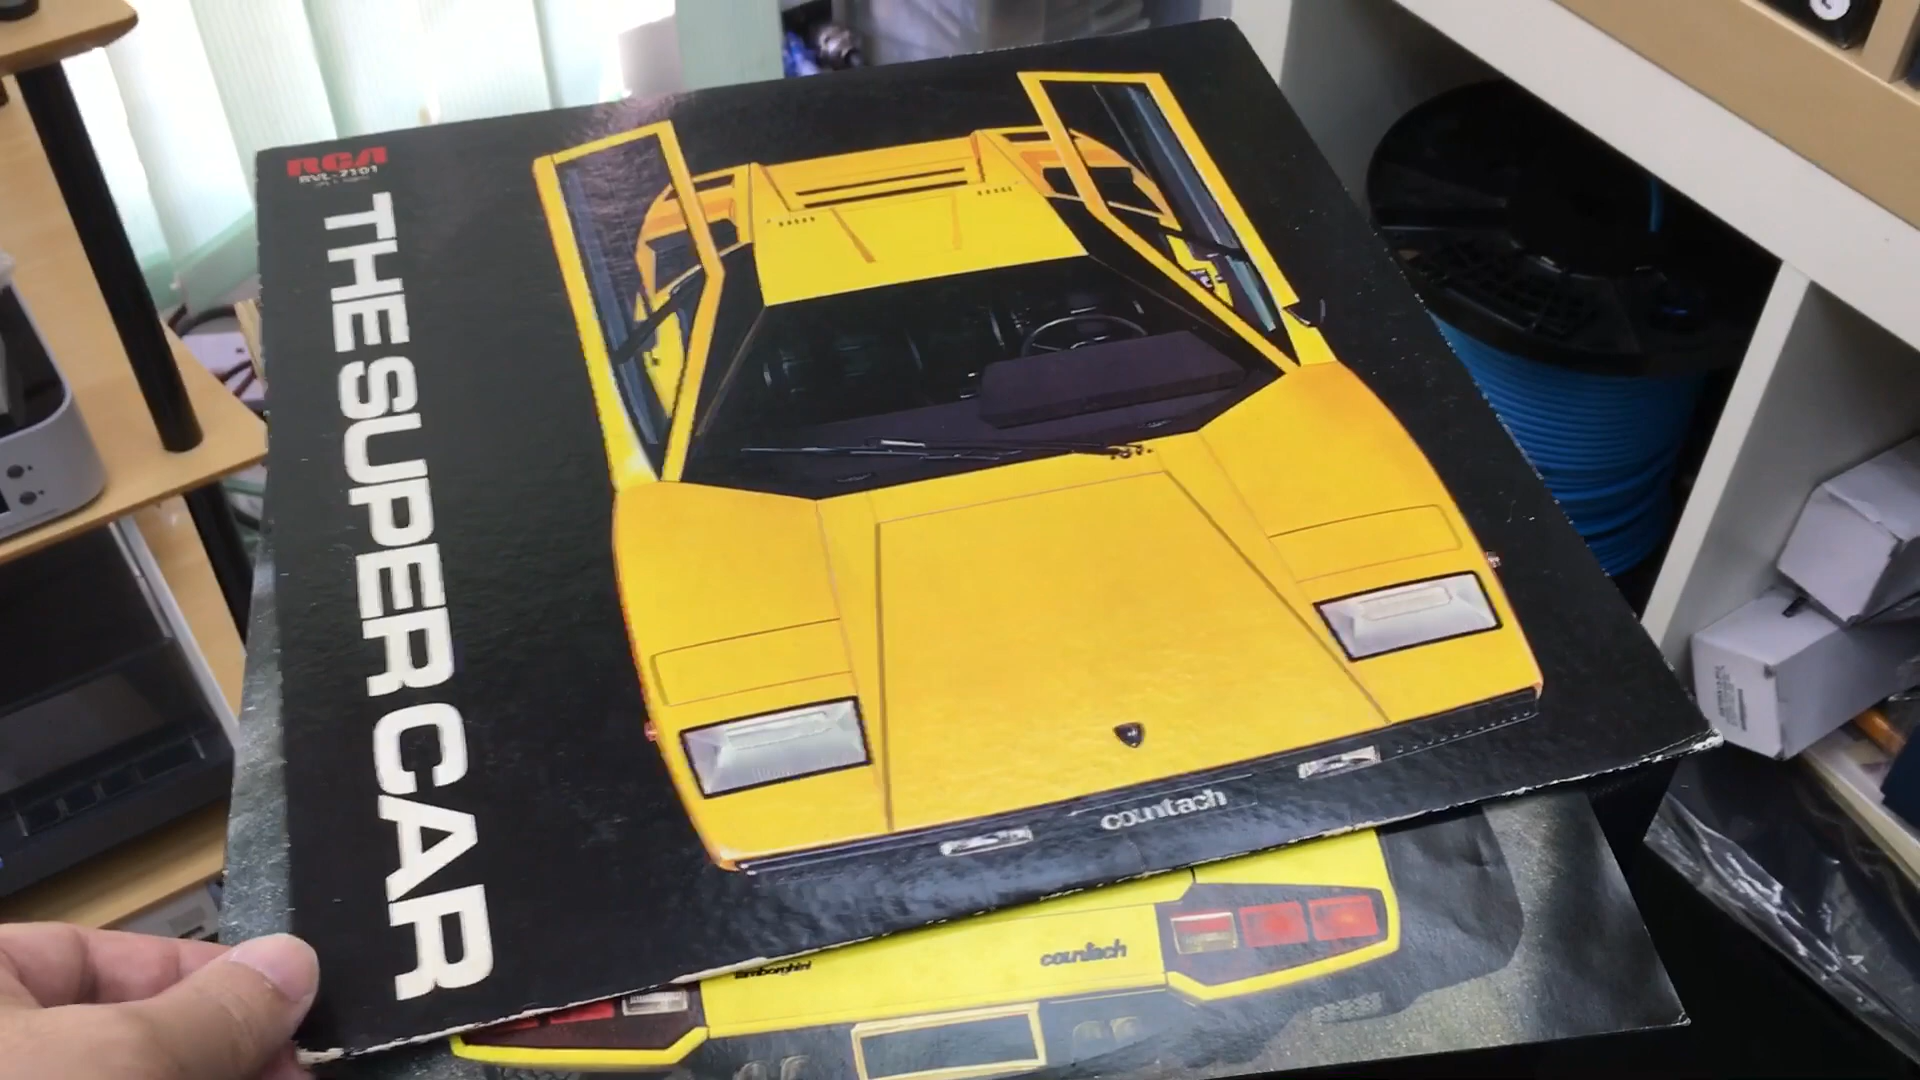 RCA
RVL-7101
THE SUPER CAR
countach
lamborghini
countach